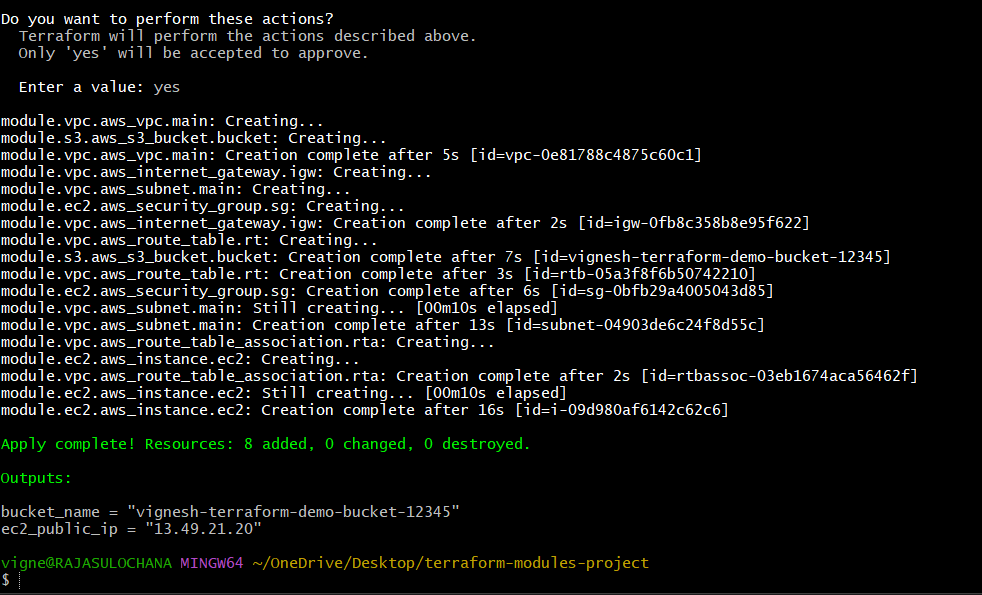 Do you want to perform these actions?
  Terraform will perform the actions described above.
  Only 'yes' will be accepted to approve.

  Enter a value: yes

module.vpc.aws_vpc.main: Creating...
module.s3.aws_s3_bucket.bucket: Creating...
module.vpc.aws_vpc.main: Creation complete after 5s [id=vpc-0e81788c4875c60c1]
module.vpc.aws_internet_gateway.igw: Creating...
module.vpc.aws_subnet.main: Creating...
module.ec2.aws_security_group.sg: Creating...
module.vpc.aws_internet_gateway.igw: Creation complete after 2s [id=igw-0fb8c358b8e95f622]
module.vpc.aws_route_table.rt: Creating...
module.s3.aws_s3_bucket.bucket: Creation complete after 7s [id=vignesh-terraform-demo-bucket-12345]
module.vpc.aws_route_table.rt: Creation complete after 3s [id=rtb-05a3f8f6b50742210]
module.ec2.aws_security_group.sg: Creation complete after 6s [id=sg-0bfb29a4005043d85]
module.vpc.aws_subnet.main: Still creating... [00m10s elapsed]
module.vpc.aws_subnet.main: Creation complete after 13s [id=subnet-04903de6c24f8d55c]
module.vpc.aws_route_table_association.rta: Creating...
module.ec2.aws_instance.ec2: Creating...
module.vpc.aws_route_table_association.rta: Creation complete after 2s [id=rtbassoc-03eb1674aca56462f]
module.ec2.aws_instance.ec2: Still creating... [00m10s elapsed]
module.ec2.aws_instance.ec2: Creation complete after 16s [id=i-09d980af6142c62c6]

Apply complete! Resources: 8 added, 0 changed, 0 destroyed.

Outputs:

bucket_name = "vignesh-terraform-demo-bucket-12345"
ec2_public_ip = "13.49.21.20"

vigne@RAJASULOCHANA MINGW64 ~/OneDrive/Desktop/terraform-modules-project
$